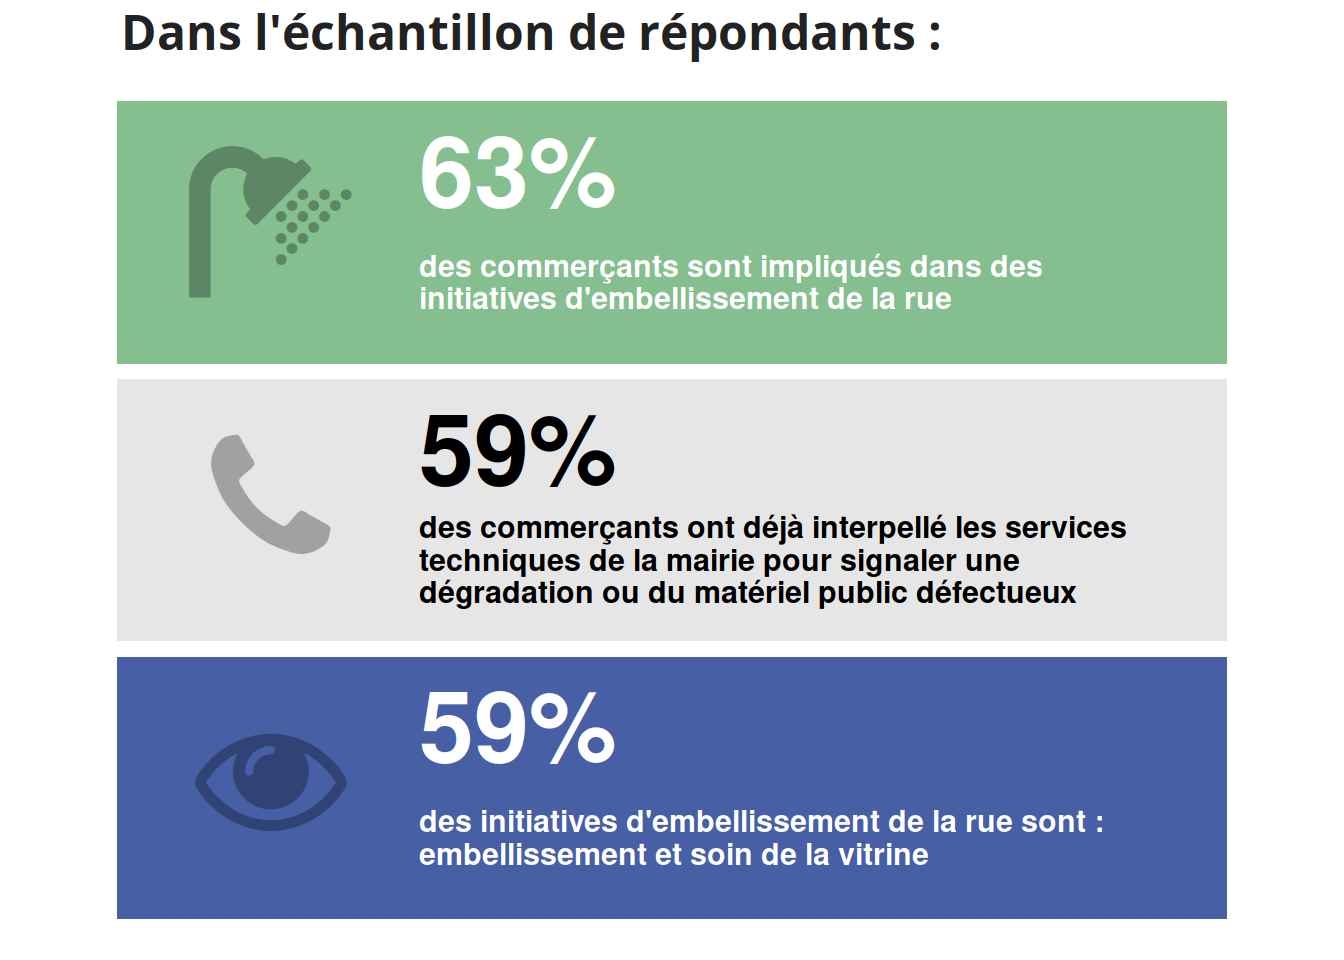 Dans l'échantillon de répondants :
63%
des commerçants sont impliqués dans des
initiatives d'embellissement de la rue
59%
des commerçants ont déjà interpellé les services
techniques de la mairie pour signaler une
dégradation ou du matériel public défectueux
59%
des initiatives d'embellissement de la rue sont :
embellissement et soin de la vitrine